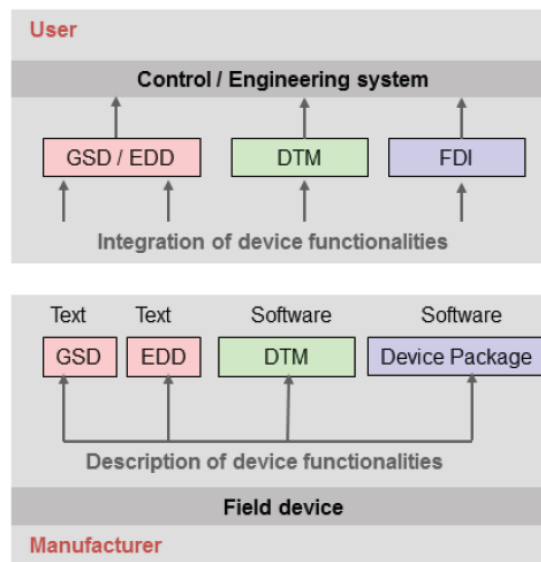 User
Control / Engineering system
GSD / EDD
DTM
FDI
Integration of device functionalities
Text Text Software Software
GSD EDD DTM Device Package
Description of device functionalities
Field device
Manufacturer